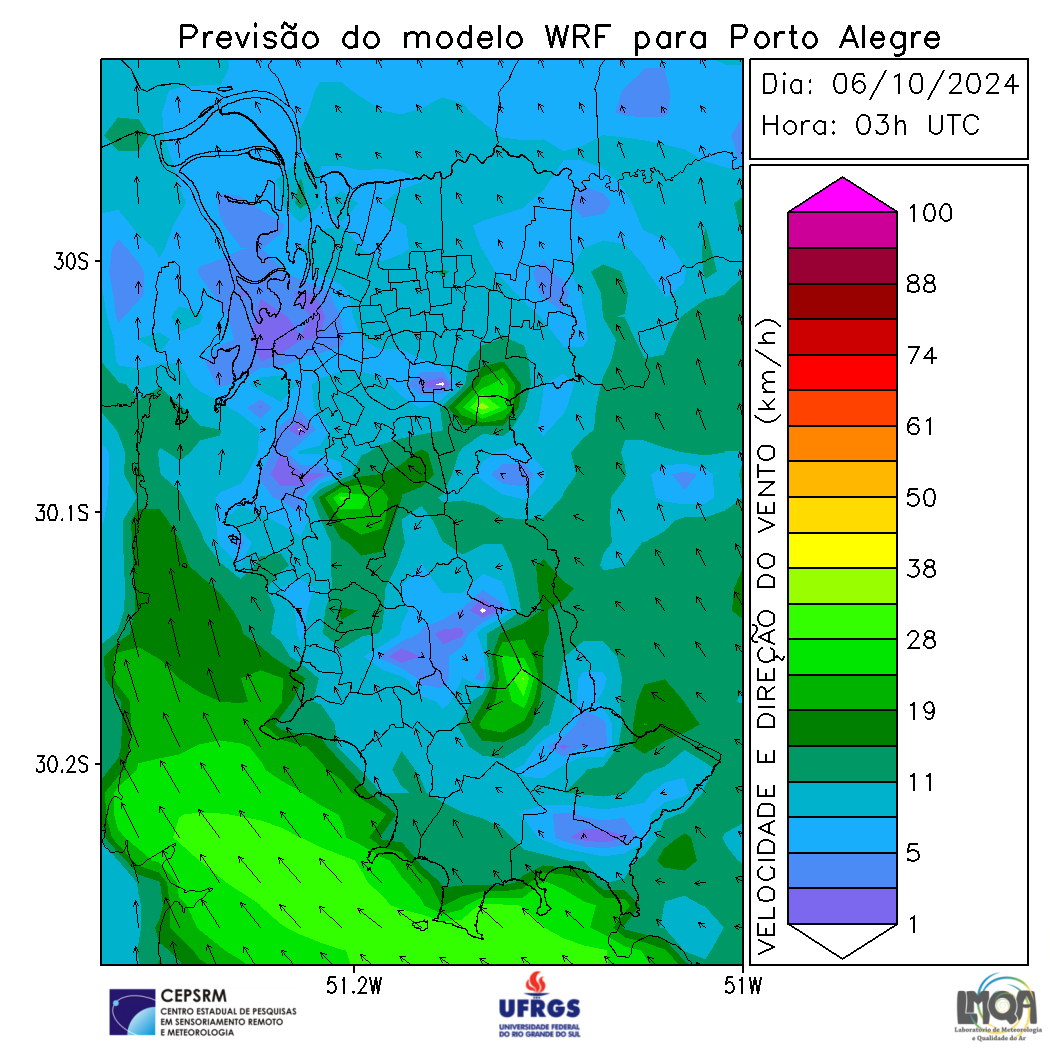 Previsão do modelo WRF para Porto Alegre
Dia: 06/10/2024
Hora: 03h UTC
30S
30.1S
30.2S
51.2W
51W
VELOCIDADE E DIREÇÃO DO VENTO (km/h)
100
88
74
61
50
38
28
19
11
5
1
CEPSRM
CENTRO ESTADUAL DE PESQUISAS
EM SENSORIAMENTO REMOTO
E METEOROLOGIA
UFRGS
UNIVERSIDADE FEDERAL
DO RIO GRANDE DO SUL
LMQA
Laboratório de Meteorologia
e Qualidade do Ar